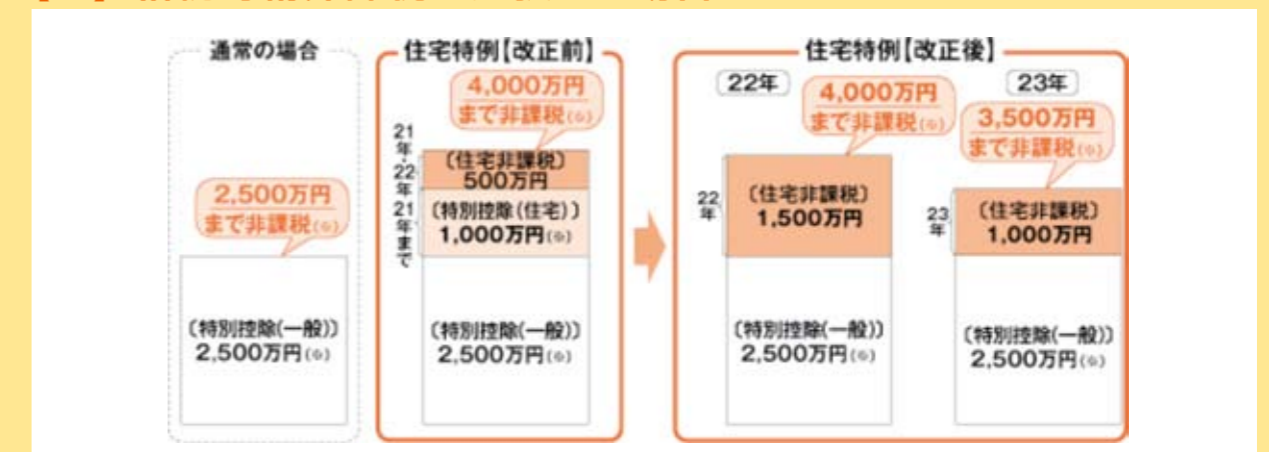 通常の場合
2,500万円
まで非課税(※)
〔特別控除(一般)〕
2,500万円(※)
住宅特例【改正前】
4,000万円
まで非課税(※)
21年・22年
〔住宅非課税〕
500万円
21年まで
〔特別控除(住宅)〕
1,000万円(※)
〔特別控除(一般)〕
2,500万円(※)
住宅特例【改正後】
22年
4,000万円
まで非課税(※)
22年
〔住宅非課税〕
1,500万円
〔特別控除(一般)〕
2,500万円(※)
23年
3,500万円
まで非課税(※)
23年
〔住宅非課税〕
1,000万円
〔特別控除(一般)〕
2,500万円(※)